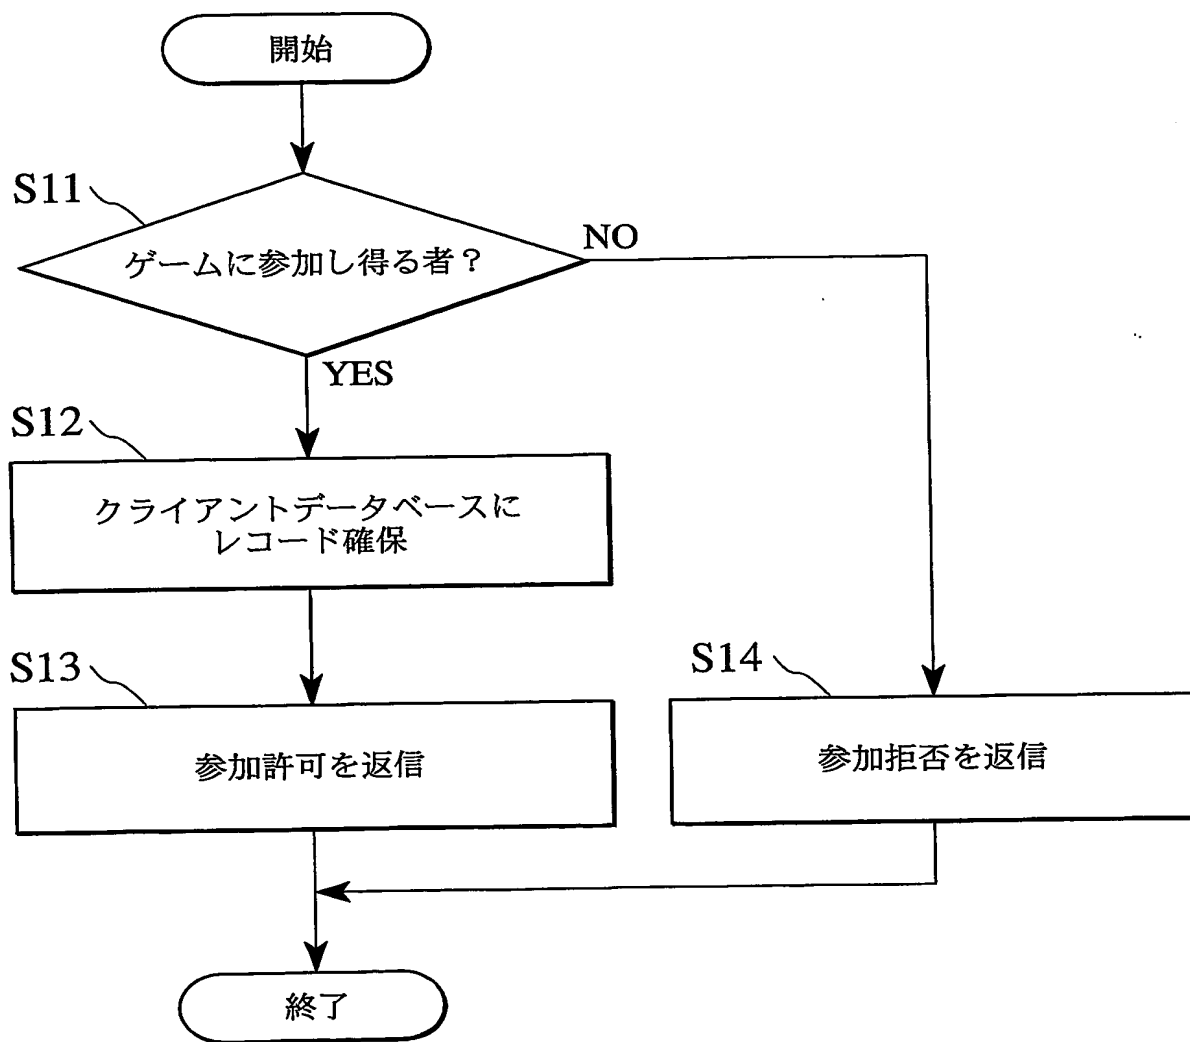 開始
S11
ゲームに参加し得る者？
NO
YES
S12
クライアントデータベースに
レコード確保
S13
参加許可を返信
S14
参加拒否を返信
終了